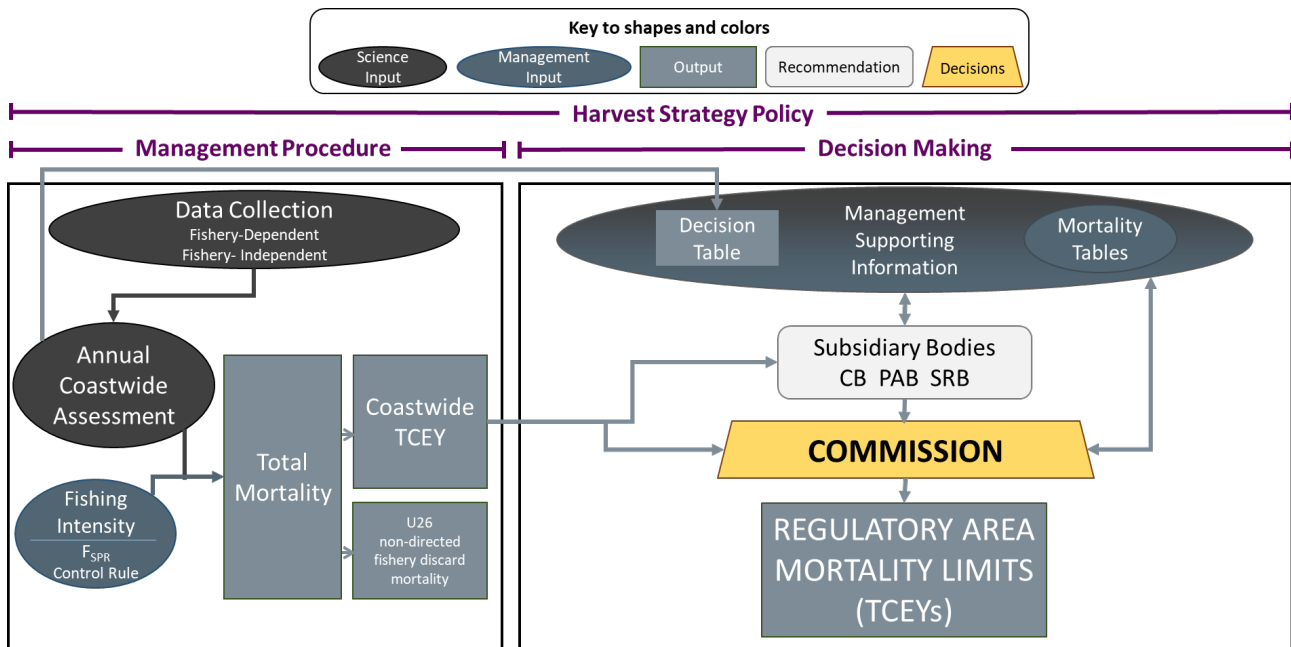 Key to shapes and colors
Science
Input
Management
Input
Output
Recommendation
Decisions
Harvest Strategy Policy
Management Procedure
Decision Making
Data Collection
Fishery-Dependent
Fishery- Independent
Annual
Coastwide
Assessment
Fishing
Intensity
FSPR
Control Rule
Total
Mortality
Coastwide
TCEY
U26
non-directed
fishery discard
mortality
Decision
Table
Management
Supporting
Information
Mortality
Tables
Subsidiary Bodies
CB PAB SRB
COMMISSION
REGULATORY AREA
MORTALITY LIMITS
(TCEYs)